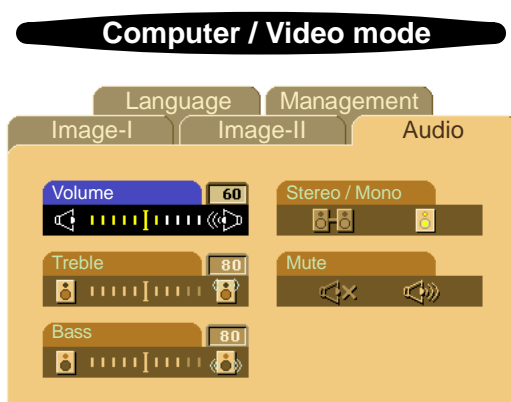 Computer / Video mode
Language Management
Image-I Image-II Audio
Volume 60 Stereo / Mono
Treble 80 Mute
Bass 80